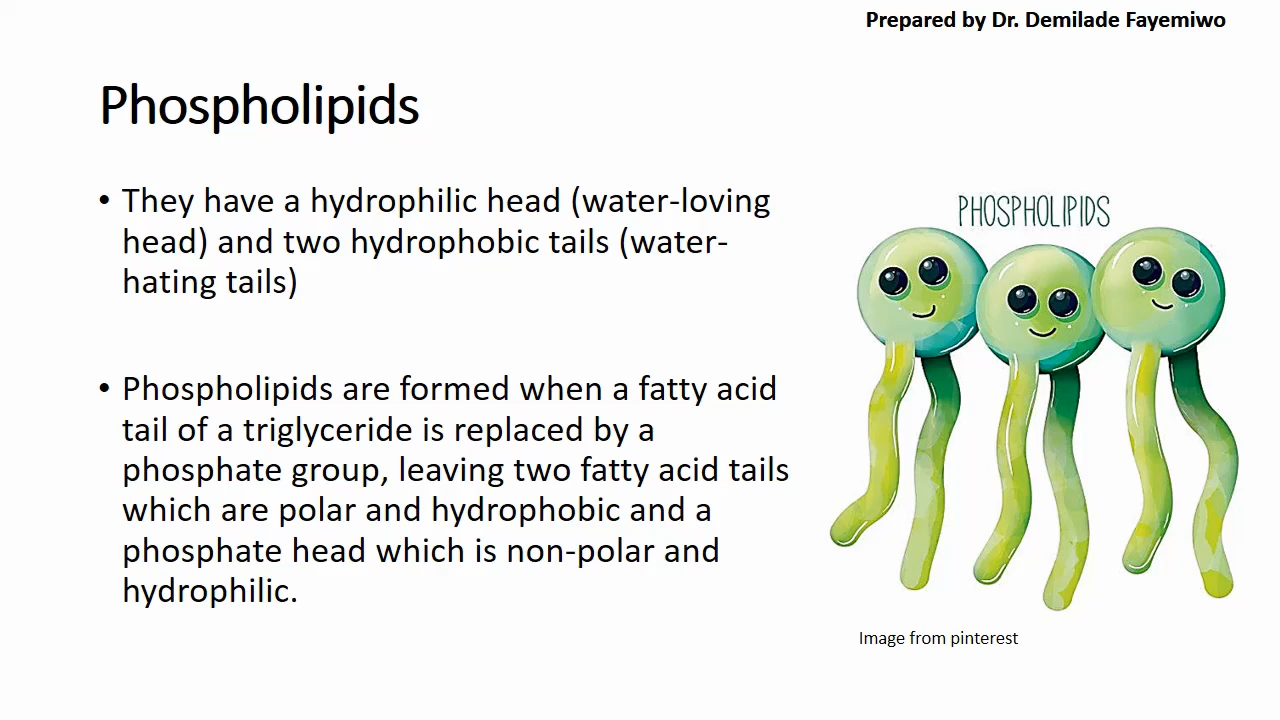 Prepared by Dr. Demilade Fayemiwo
Phospholipids
• They have a hydrophilic head (water-loving
head) and two hydrophobic tails (water-
hating tails)
• Phospholipids are formed when a fatty acid
tail of a triglyceride is replaced by a
phosphate group, leaving two fatty acid tails
which are polar and hydrophobic and a
phosphate head which is non-polar and
hydrophilic.
PHOSPHOLIPIDS
Image from pinterest